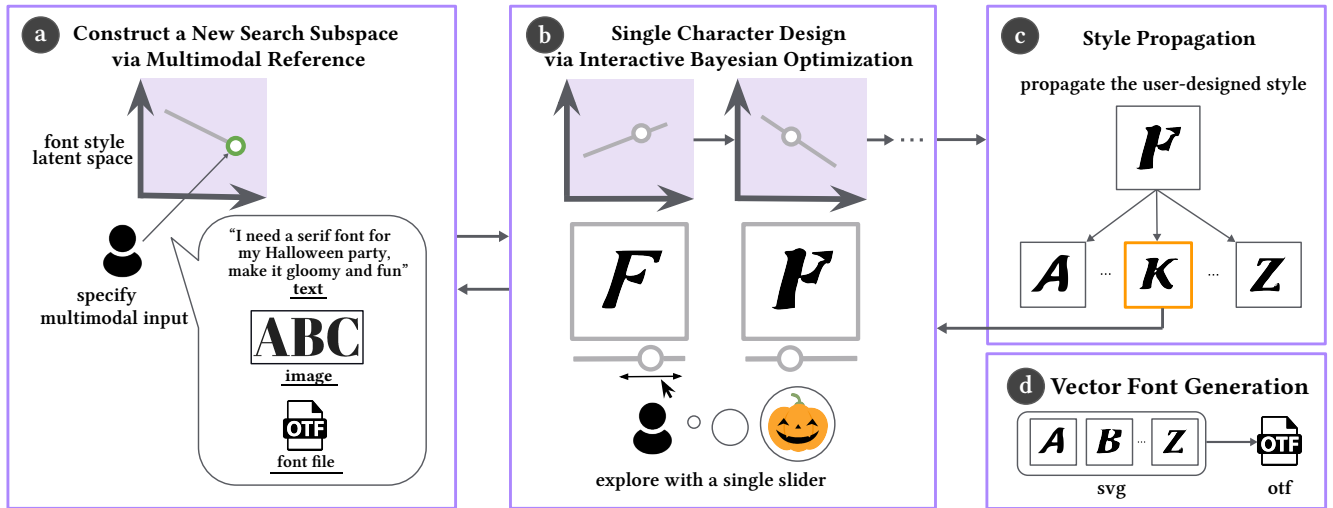 a
Construct a New Search Subspace
via Multimodal Reference
font style
latent space
specify
multimodal input
“I need a serif font for
my Halloween party,
make it gloomy and fun”
text
ABC
image
OTF
font file
b
Single Character Design
via Interactive Bayesian Optimization
...
F
F
explore with a single slider
c
Style Propagation
propagate the user-designed style
F
A ... K ... Z
d
Vector Font Generation
A B ... Z
OTF
svg
otf